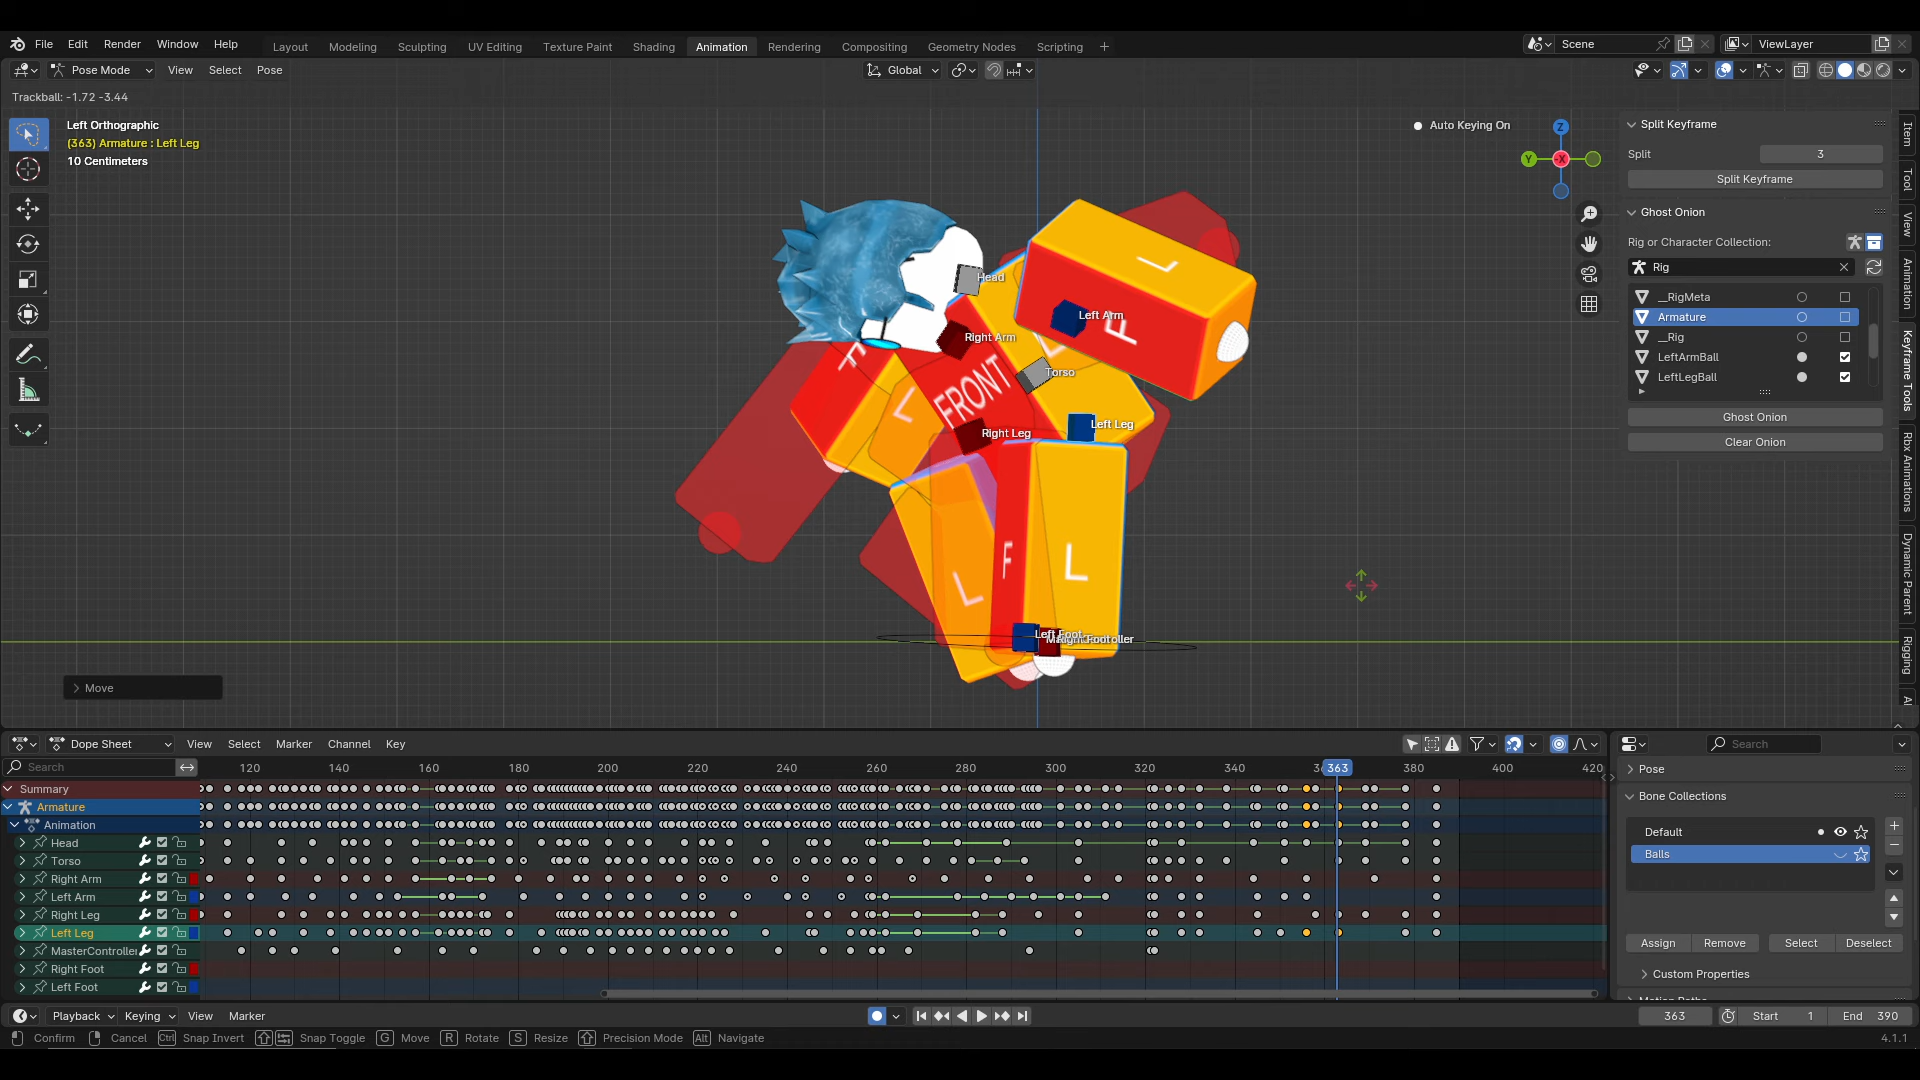 File Edit Render Window Help Layout Modeling Sculpting UV Editing Texture Paint Shading Animation Rendering Compositing Geometry Nodes Scripting + Scene ViewLayer
Pose Mode View Select Pose Global
Trackball: -1.72 -3.44
Left Orthographic
(363) Armature : Left Leg
10 Centimeters
Auto Keying On
Z
Y
-X
Split Keyframe
Split 3
Split Keyframe
Ghost Onion
Rig or Character Collection:
Rig
__RigMeta
Armature
__Rig
LeftArmBall
LeftLegBall
Ghost Onion
Clear Onion
Item
Tool
View
Animation
Keyframe Tools
Rbx Animations
Dynamic Parent
Rigging
Head
Left Arm
Right Arm
Torso
Left Leg
Right Leg
Left Foot
L
F
FRONT
L
L
F
L
Move
Dope Sheet View Select Marker Channel Key
Search
120 140 160 180 200 220 240 260 280 300 320 340 363 380 400 420
Summary
Armature
Animation
Head
Torso
Right Arm
Left Arm
Right Leg
Left Leg
MasterController
Right Foot
Left Foot
Search
Pose
Bone Collections
Default
Balls
Assign Remove Select Deselect
Custom Properties
Playback Keying View Marker 363 Start 1 End 390
Confirm Cancel Ctrl Snap Invert Snap Toggle G Move R Rotate S Resize Precision Mode Alt Navigate 4.1.1